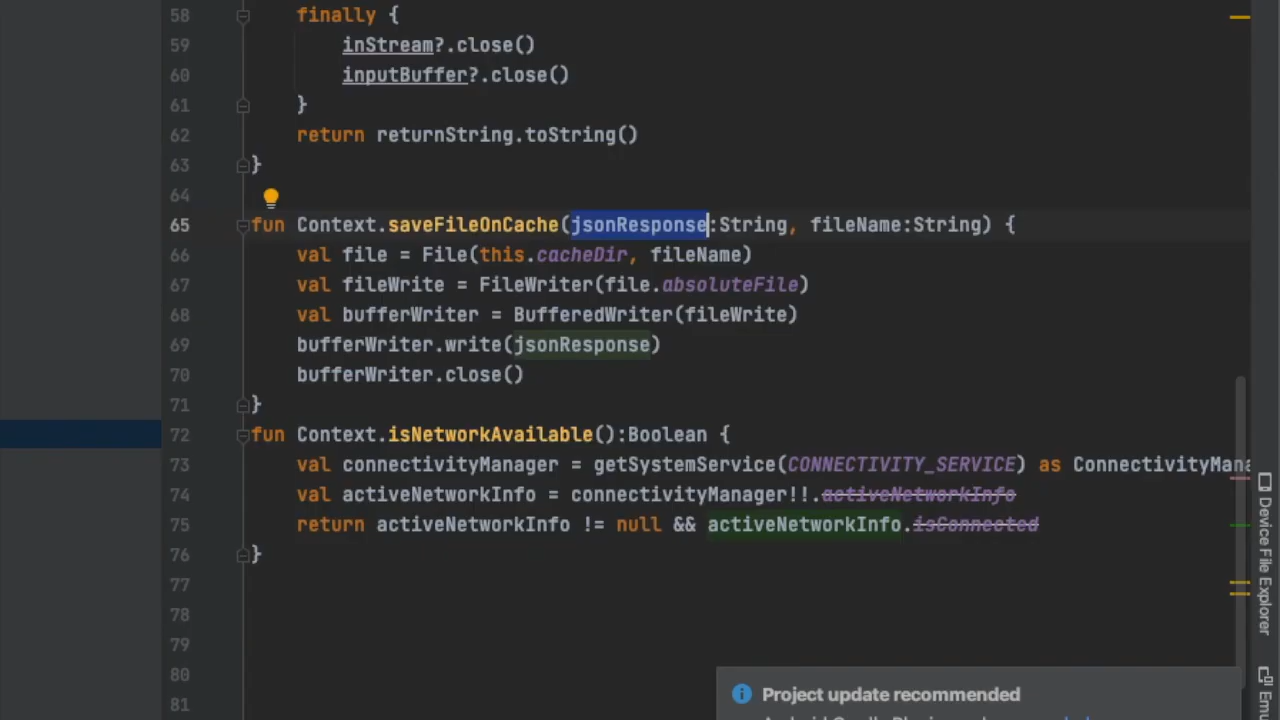 58 finally {
59 inStream?.close()
60 inputBuffer?.close()
61 }
62 return returnString.toString()
63 }
64
65 fun Context.saveFileOnCache(jsonResponse:String, fileName:String) {
66 val file = File(this.cacheDir, fileName)
67 val fileWrite = FileWriter(file.absoluteFile)
68 val bufferWriter = BufferedWriter(fileWrite)
69 bufferWriter.write(jsonResponse)
70 bufferWriter.close()
71 }
72 fun Context.isNetworkAvailable():Boolean {
73 val connectivityManager = getSystemService(CONNECTIVITY_SERVICE) as ConnectivityMana
74 val activeNetworkInfo = connectivityManager!!.activeNetworkInfo
75 return activeNetworkInfo != null && activeNetworkInfo.isConnected
76 }
77
78
79
80
81
Device File Explorer
Emu
Project update recommended